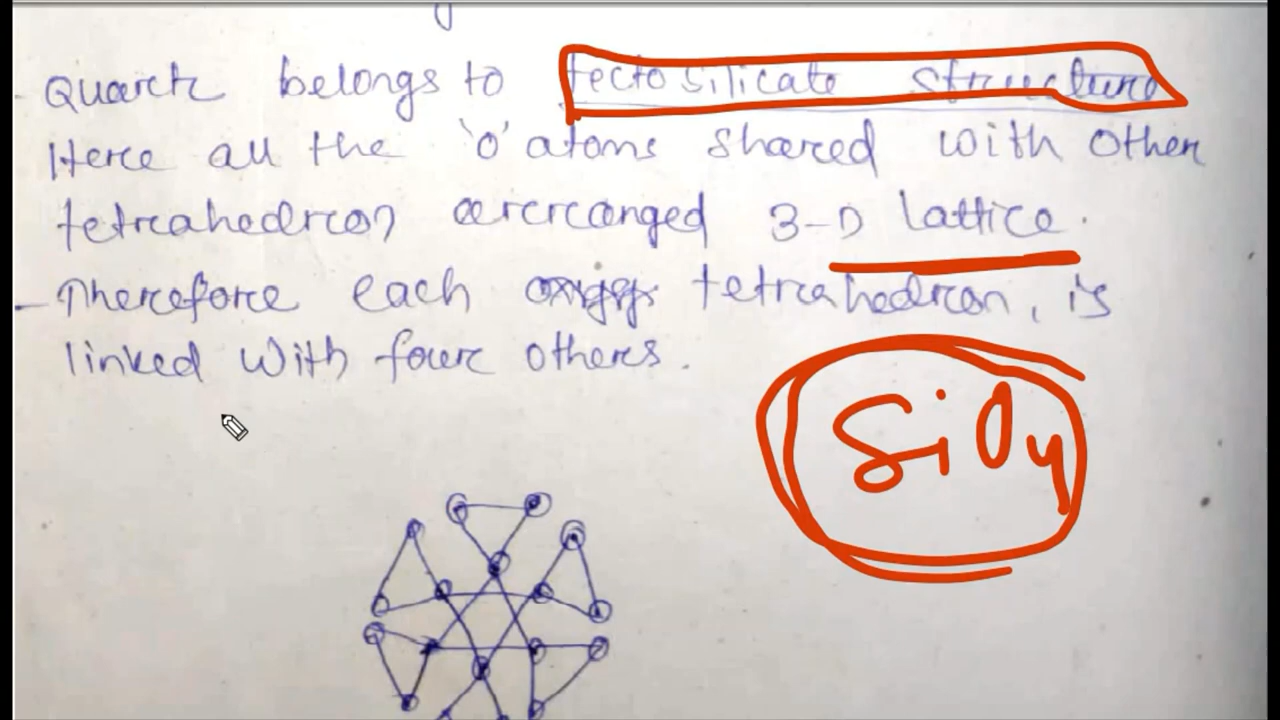 Quartz belongs to tectosilicate structure
Here all the 'O' atoms shared with other
tetrahedron arranged 3-D lattice.
- Therefore each tetrahedron, is
linked with four others.
SiO4